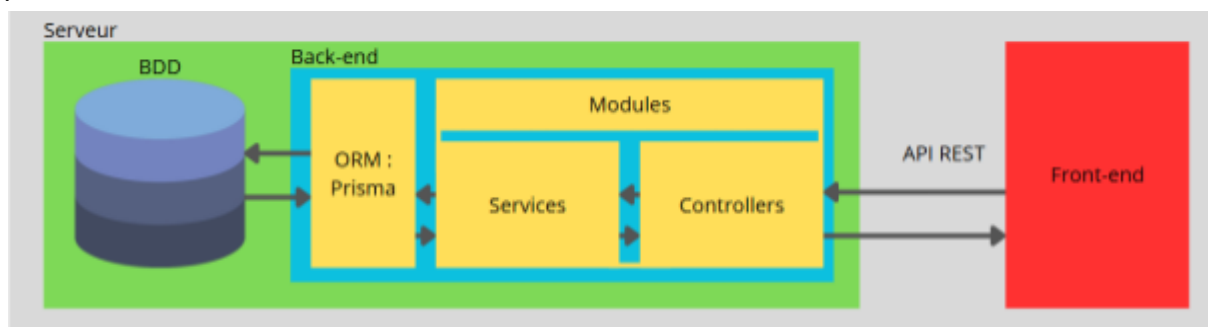 Serveur
BDD
Back-end
Modules
ORM :
Prisma
Services
Controllers
API REST
Front-end